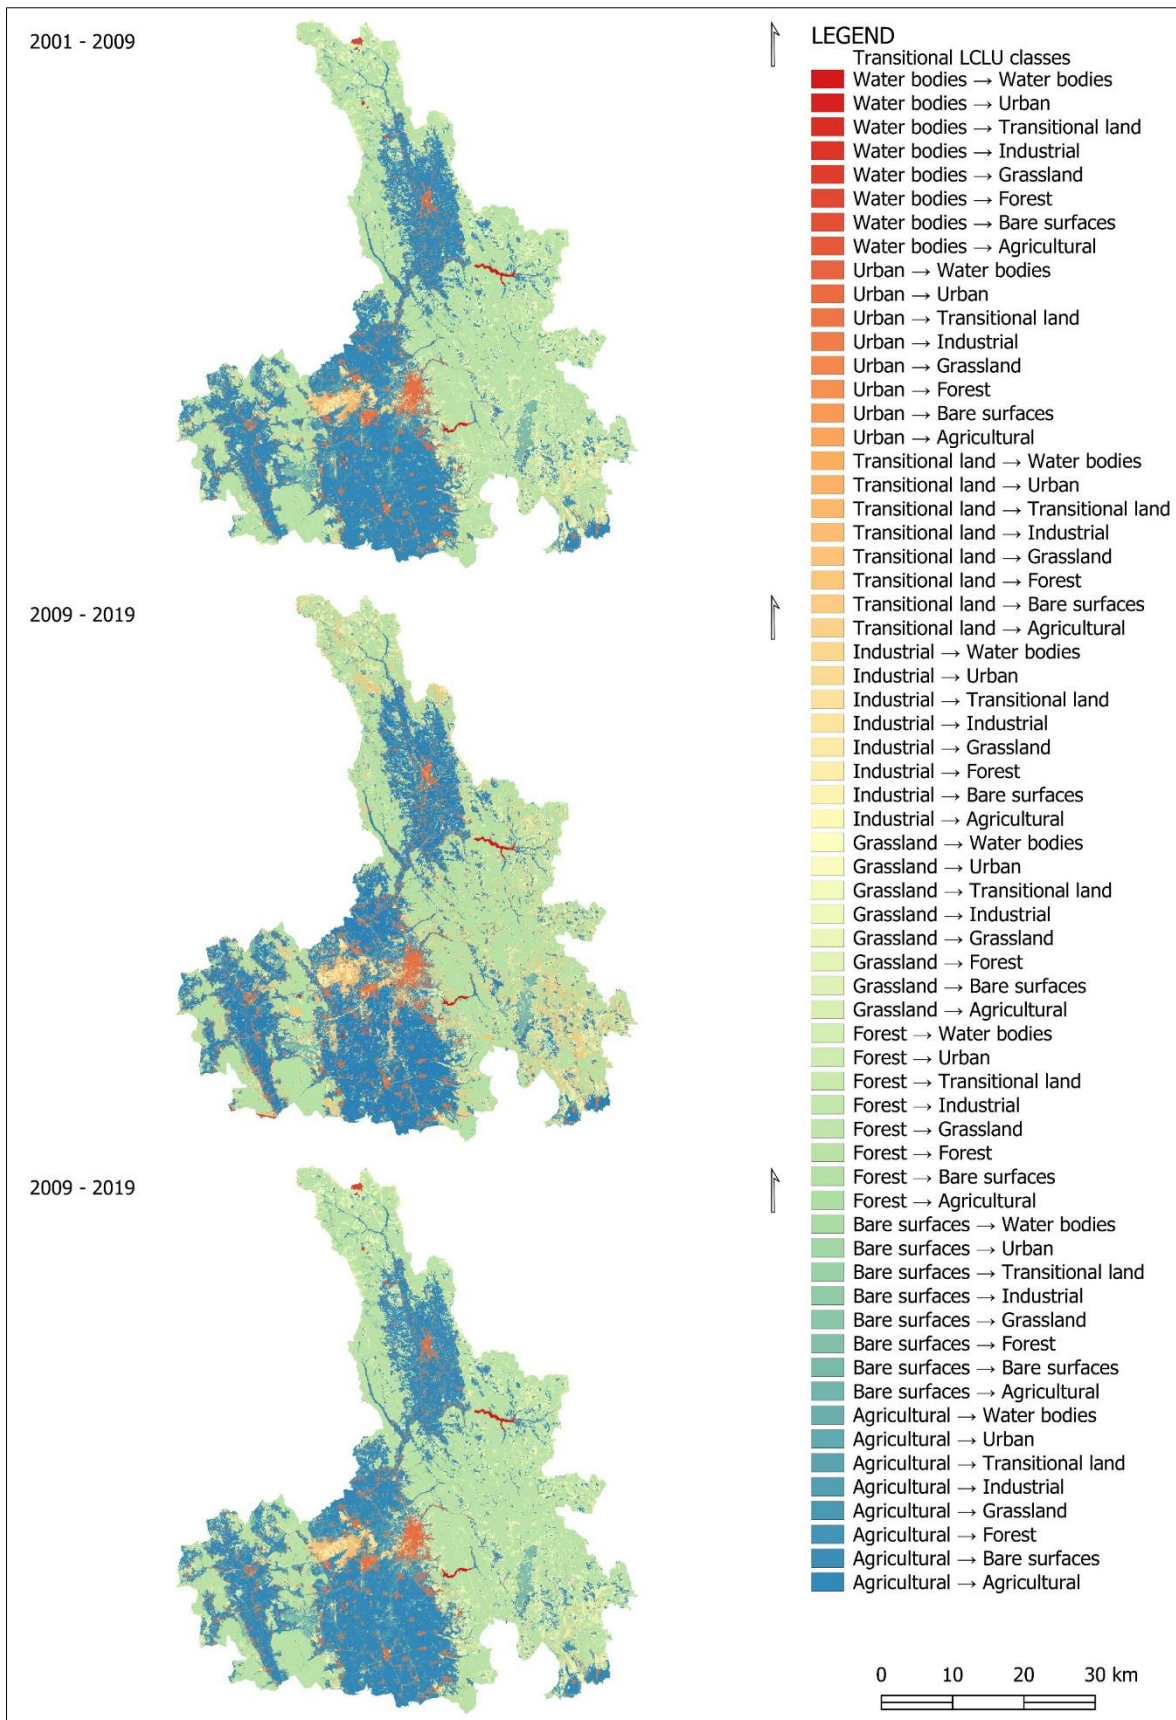 2001 - 2009
LEGEND
Transitional LCLU classes
Water bodies → Water bodies
Water bodies → Urban
Water bodies → Transitional land
Water bodies → Industrial
Water bodies → Grassland
Water bodies → Forest
Water bodies → Bare surfaces
Water bodies → Agricultural
Urban → Water bodies
Urban → Urban
Urban → Transitional land
Urban → Industrial
Urban → Grassland
Urban → Forest
Urban → Bare surfaces
Urban → Agricultural
Transitional land → Water bodies
Transitional land → Urban
Transitional land → Transitional land
Transitional land → Industrial
Transitional land → Grassland
Transitional land → Forest
Transitional land → Bare surfaces
Transitional land → Agricultural
Industrial → Water bodies
Industrial → Urban
Industrial → Transitional land
Industrial → Industrial
Industrial → Grassland
Industrial → Forest
Industrial → Bare surfaces
Industrial → Agricultural
Grassland → Water bodies
Grassland → Urban
Grassland → Transitional land
Grassland → Industrial
Grassland → Grassland
Grassland → Forest
Grassland → Bare surfaces
Grassland → Agricultural
Forest → Water bodies
Forest → Urban
Forest → Transitional land
Forest → Industrial
Forest → Grassland
Forest → Forest
Forest → Bare surfaces
Forest → Agricultural
Bare surfaces → Water bodies
Bare surfaces → Urban
Bare surfaces → Transitional land
Bare surfaces → Industrial
Bare surfaces → Grassland
Bare surfaces → Forest
Bare surfaces → Bare surfaces
Bare surfaces → Agricultural
Agricultural → Water bodies
Agricultural → Urban
Agricultural → Transitional land
Agricultural → Industrial
Agricultural → Grassland
Agricultural → Forest
Agricultural → Bare surfaces
Agricultural → Agricultural
2009 - 2019
2009 - 2019
0 10 20 30 km